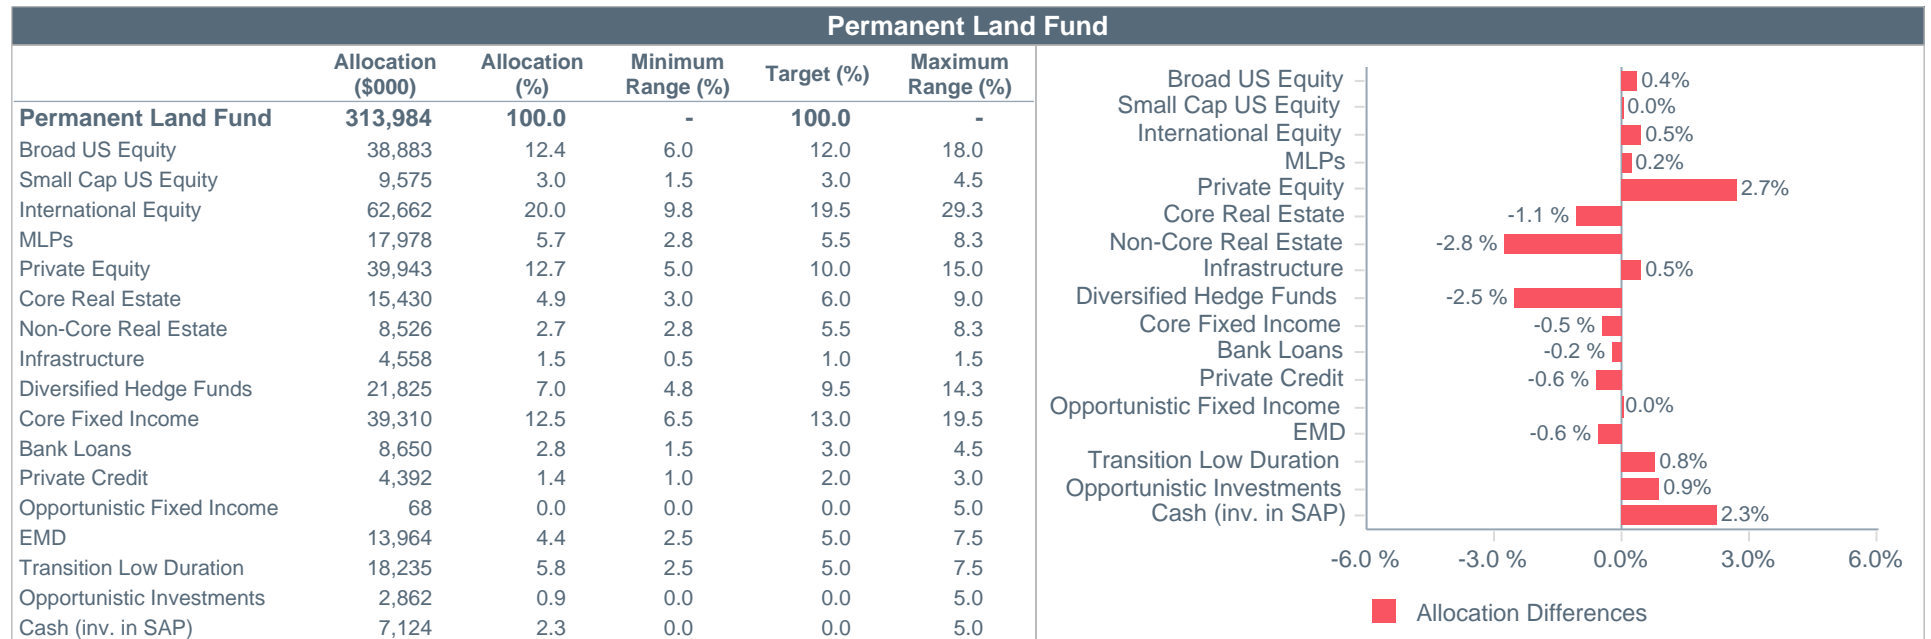 Permanent Land Fund
Allocation ($000) Allocation (%) Minimum Range (%) Target (%) Maximum Range (%)
Permanent Land Fund 313,984 100.0 - 100.0 -
Broad US Equity 38,883 12.4 6.0 12.0 18.0
Small Cap US Equity 9,575 3.0 1.5 3.0 4.5
International Equity 62,662 20.0 9.8 19.5 29.3
MLPs 17,978 5.7 2.8 5.5 8.3
Private Equity 39,943 12.7 5.0 10.0 15.0
Core Real Estate 15,430 4.9 3.0 6.0 9.0
Non-Core Real Estate 8,526 2.7 2.8 5.5 8.3
Infrastructure 4,558 1.5 0.5 1.0 1.5
Diversified Hedge Funds 21,825 7.0 4.8 9.5 14.3
Core Fixed Income 39,310 12.5 6.5 13.0 19.5
Bank Loans 8,650 2.8 1.5 3.0 4.5
Private Credit 4,392 1.4 1.0 2.0 3.0
Opportunistic Fixed Income 68 0.0 0.0 0.0 5.0
EMD 13,964 4.4 2.5 5.0 7.5
Transition Low Duration 18,235 5.8 2.5 5.0 7.5
Opportunistic Investments 2,862 0.9 0.0 0.0 5.0
Cash (inv. in SAP) 7,124 2.3 0.0 0.0 5.0
Broad US Equity 0.4%
Small Cap US Equity 0.0%
International Equity 0.5%
MLPs 0.2%
Private Equity 2.7%
Core Real Estate -1.1 %
Non-Core Real Estate -2.8 %
Infrastructure 0.5%
Diversified Hedge Funds -2.5 %
Core Fixed Income -0.5 %
Bank Loans -0.2 %
Private Credit -0.6 %
Opportunistic Fixed Income 0.0%
EMD -0.6 %
Transition Low Duration 0.8%
Opportunistic Investments 0.9%
Cash (inv. in SAP) 2.3%
-6.0 % -3.0 % 0.0% 3.0% 6.0%
Allocation Differences